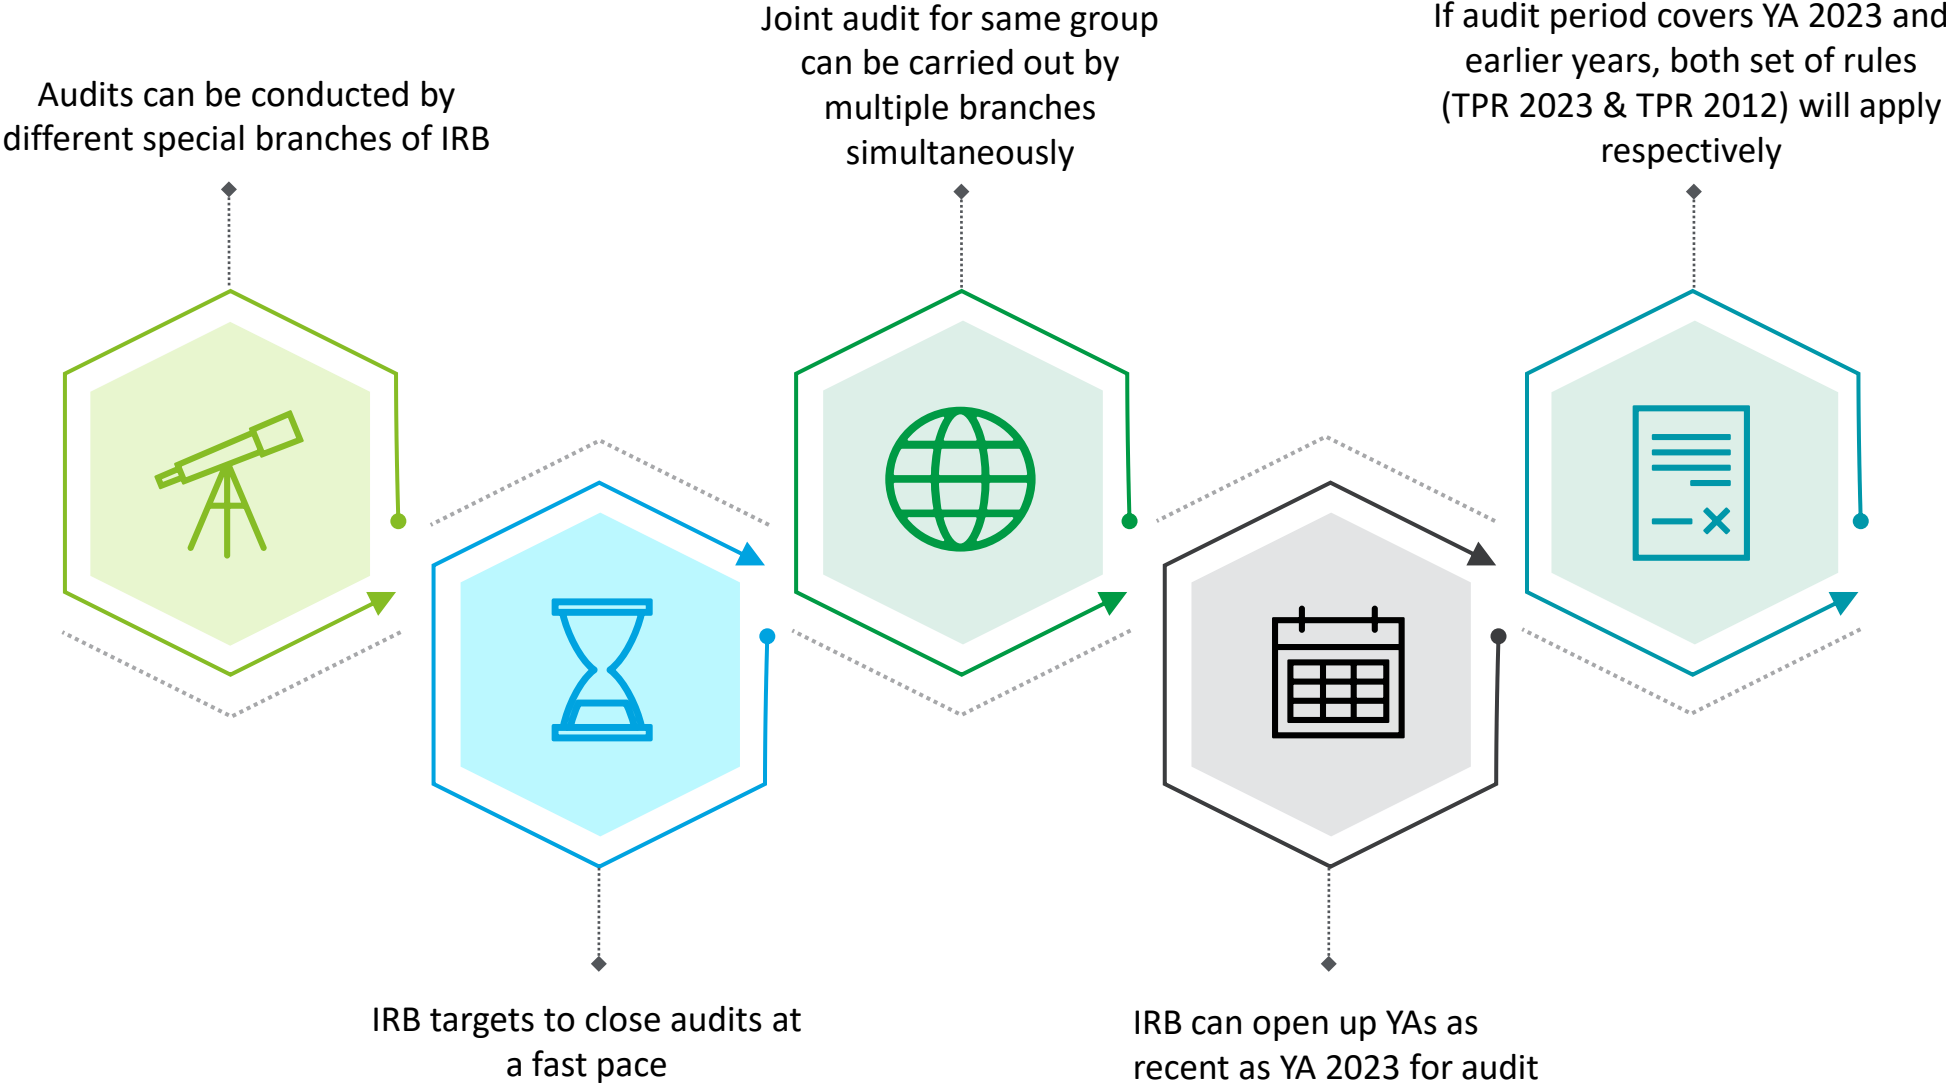 Audits can be conducted by
different special branches of IRB
IRB targets to close audits at
a fast pace
Joint audit for same group
can be carried out by
multiple branches
simultaneously
IRB can open up YAs as
recent as YA 2023 for audit
If audit period covers YA 2023 and
earlier years, both set of rules
(TPR 2023 & TPR 2012) will apply
respectively